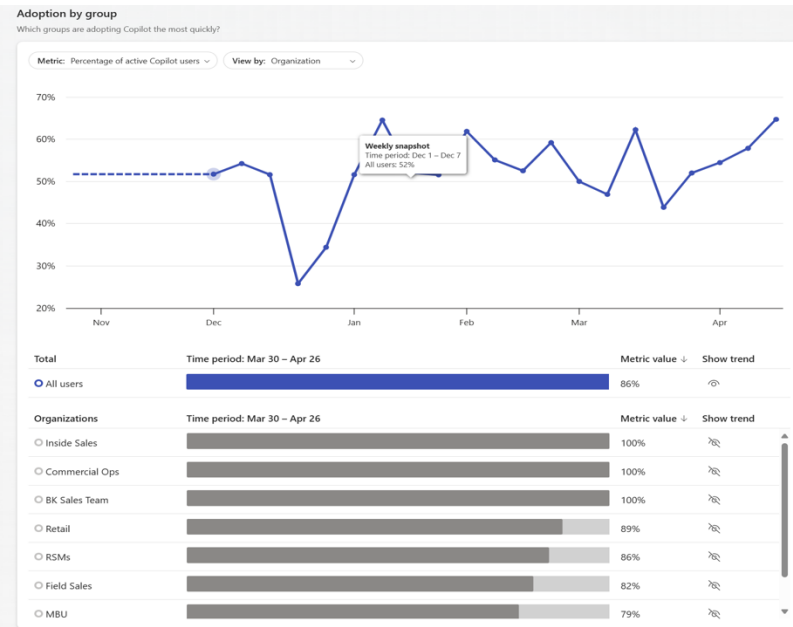 Adoption by group
Which groups are adopting Copilot the most quickly?
Metric: Percentage of active Copilot users View by: Organization
70%
60%
50%
40%
30%
20%
Weekly snapshot
Time period: Dec 1 – Dec 7
All users: 52%
Nov Dec Jan Feb Mar Apr
Total Time period: Mar 30 – Apr 26 Metric value ↓ Show trend
All users 86%
Organizations Time period: Mar 30 – Apr 26 Metric value ↓ Show trend
Inside Sales 100%
Commercial Ops 100%
BK Sales Team 100%
Retail 89%
RSMs 86%
Field Sales 82%
MBU 79%